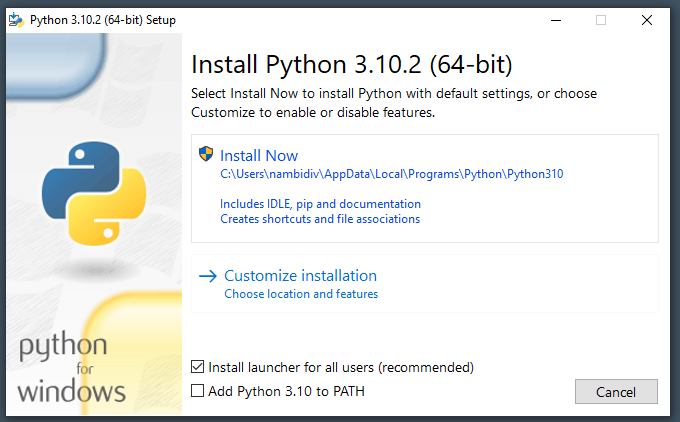 Python 3.10.2 (64-bit) Setup
Install Python 3.10.2 (64-bit)
Select Install Now to install Python with default settings, or choose
Customize to enable or disable features.
Install Now
C:\Users\nambidiv\AppData\Local\Programs\Python\Python310
Includes IDLE, pip and documentation
Creates shortcuts and file associations
Customize installation
Choose location and features
python
for
windows
Install launcher for all users (recommended)
Add Python 3.10 to PATH
Cancel